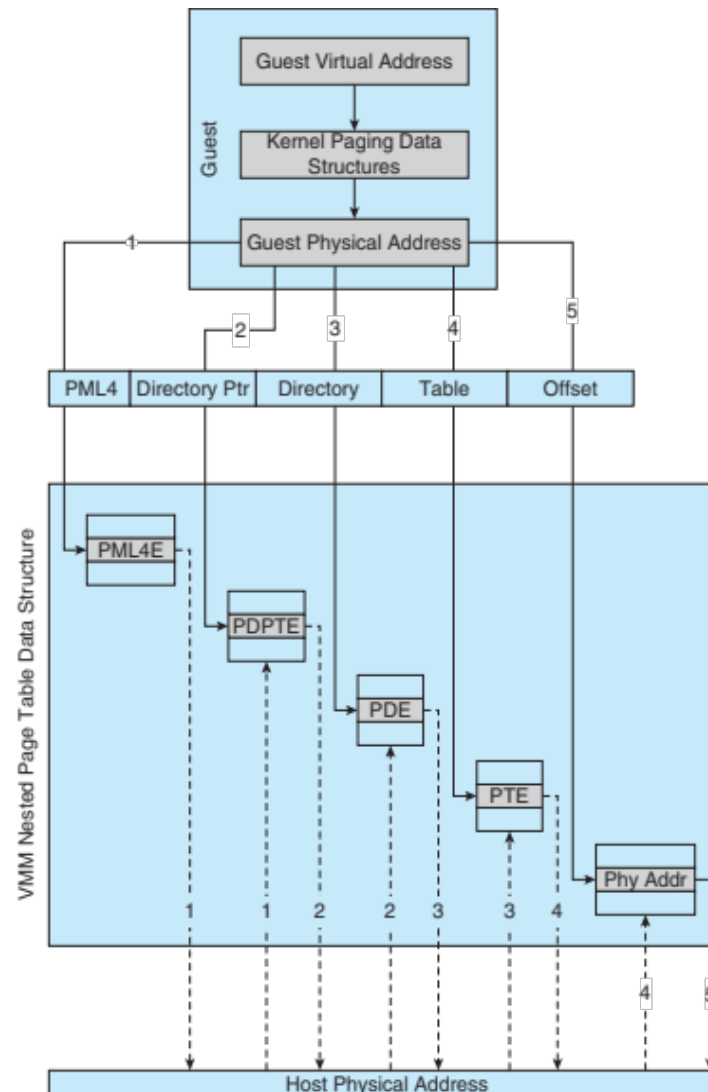 Guest Virtual Address
Kernel Paging Data
Structures
Guest
Guest Physical Address
1
2
3
4
5
PML4
Directory Ptr
Directory
Table
Offset
VMM Nested Page Table Data Structure
PML4E
PDPTE
PDE
PTE
Phy Addr
1
1
2
2
3
3
4
4
5
Host Physical Address